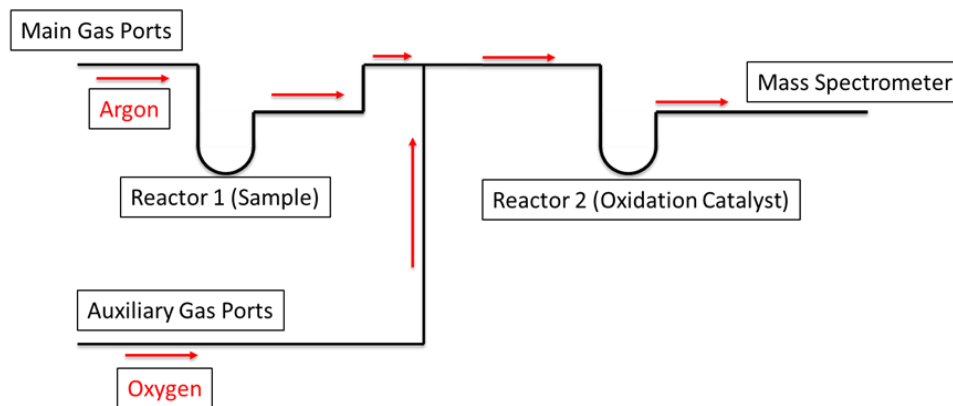 Main Gas Ports
Argon
Mass Spectrometer
Reactor 1 (Sample)
Reactor 2 (Oxidation Catalyst)
Auxiliary Gas Ports
Oxygen